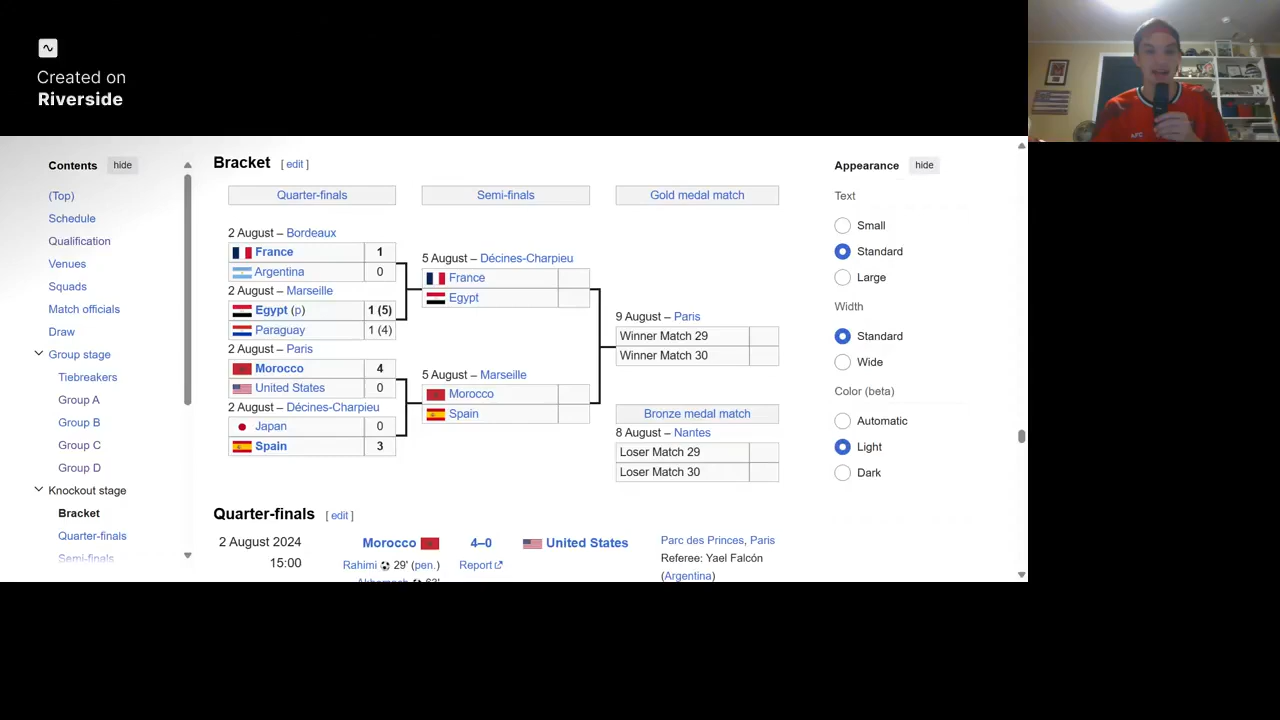 Created on
Riverside
Contents hide
(Top)
Schedule
Qualification
Venues
Squads
Match officials
Draw
Group stage
Tiebreakers
Group A
Group B
Group C
Group D
Knockout stage
Bracket
Quarter-finals
Semi-finals
Bracket [ edit ]
Quarter-finals Semi-finals Gold medal match
2 August – Bordeaux
France 1
Argentina 0
2 August – Marseille
Egypt (p) 1 (5)
Paraguay 1 (4)
2 August – Paris
Morocco 4
United States 0
2 August – Décines-Charpieu
Japan 0
Spain 3
5 August – Décines-Charpieu
France
Egypt
5 August – Marseille
Morocco
Spain
9 August – Paris
Winner Match 29
Winner Match 30
Bronze medal match
8 August – Nantes
Loser Match 29
Loser Match 30
Quarter-finals [ edit ]
2 August 2024 Morocco 4–0 United States Parc des Princes, Paris
15:00 Rahimi 29' (pen.) Report Referee: Yael Falcón
(Argentina)
Appearance hide
Text
Small
Standard
Large
Width
Standard
Wide
Color (beta)
Automatic
Light
Dark
AFC